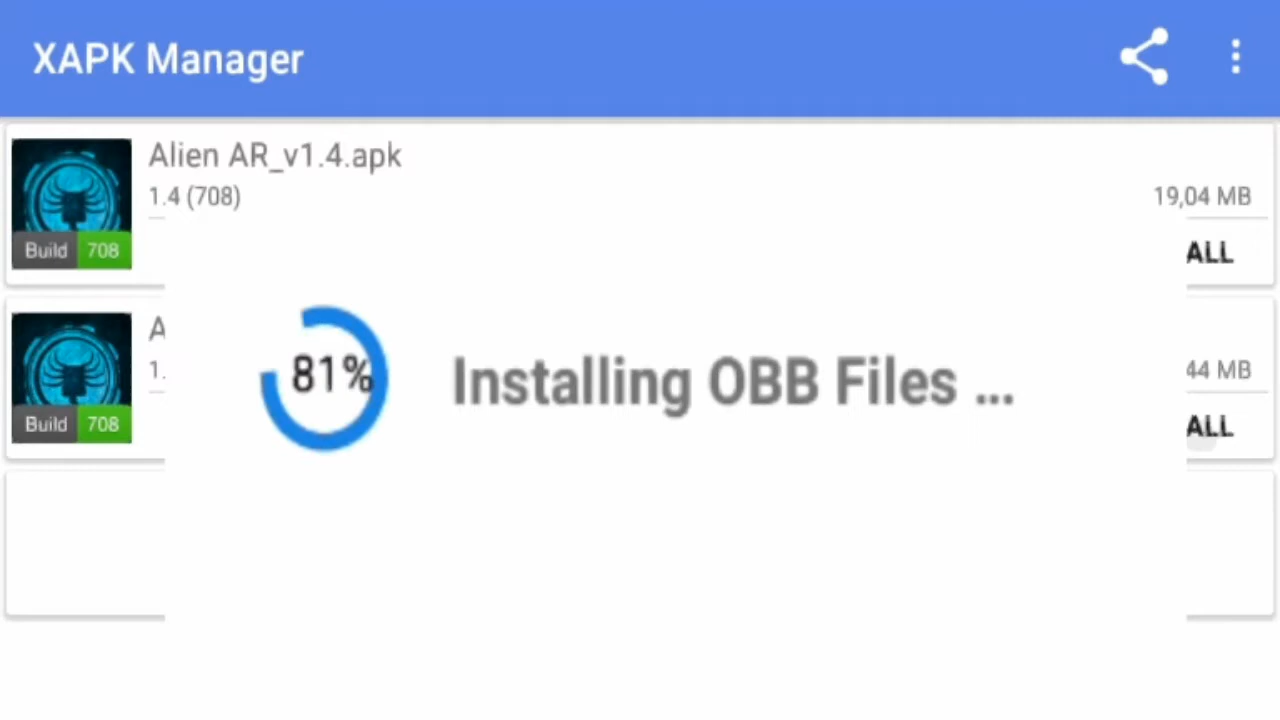 XAPK Manager
Alien AR_v1.4.apk
1.4 (708)
19,04 MB
Build 708
ALL
A
1.
44 MB
Build 708
ALL
81%
Installing OBB Files ...